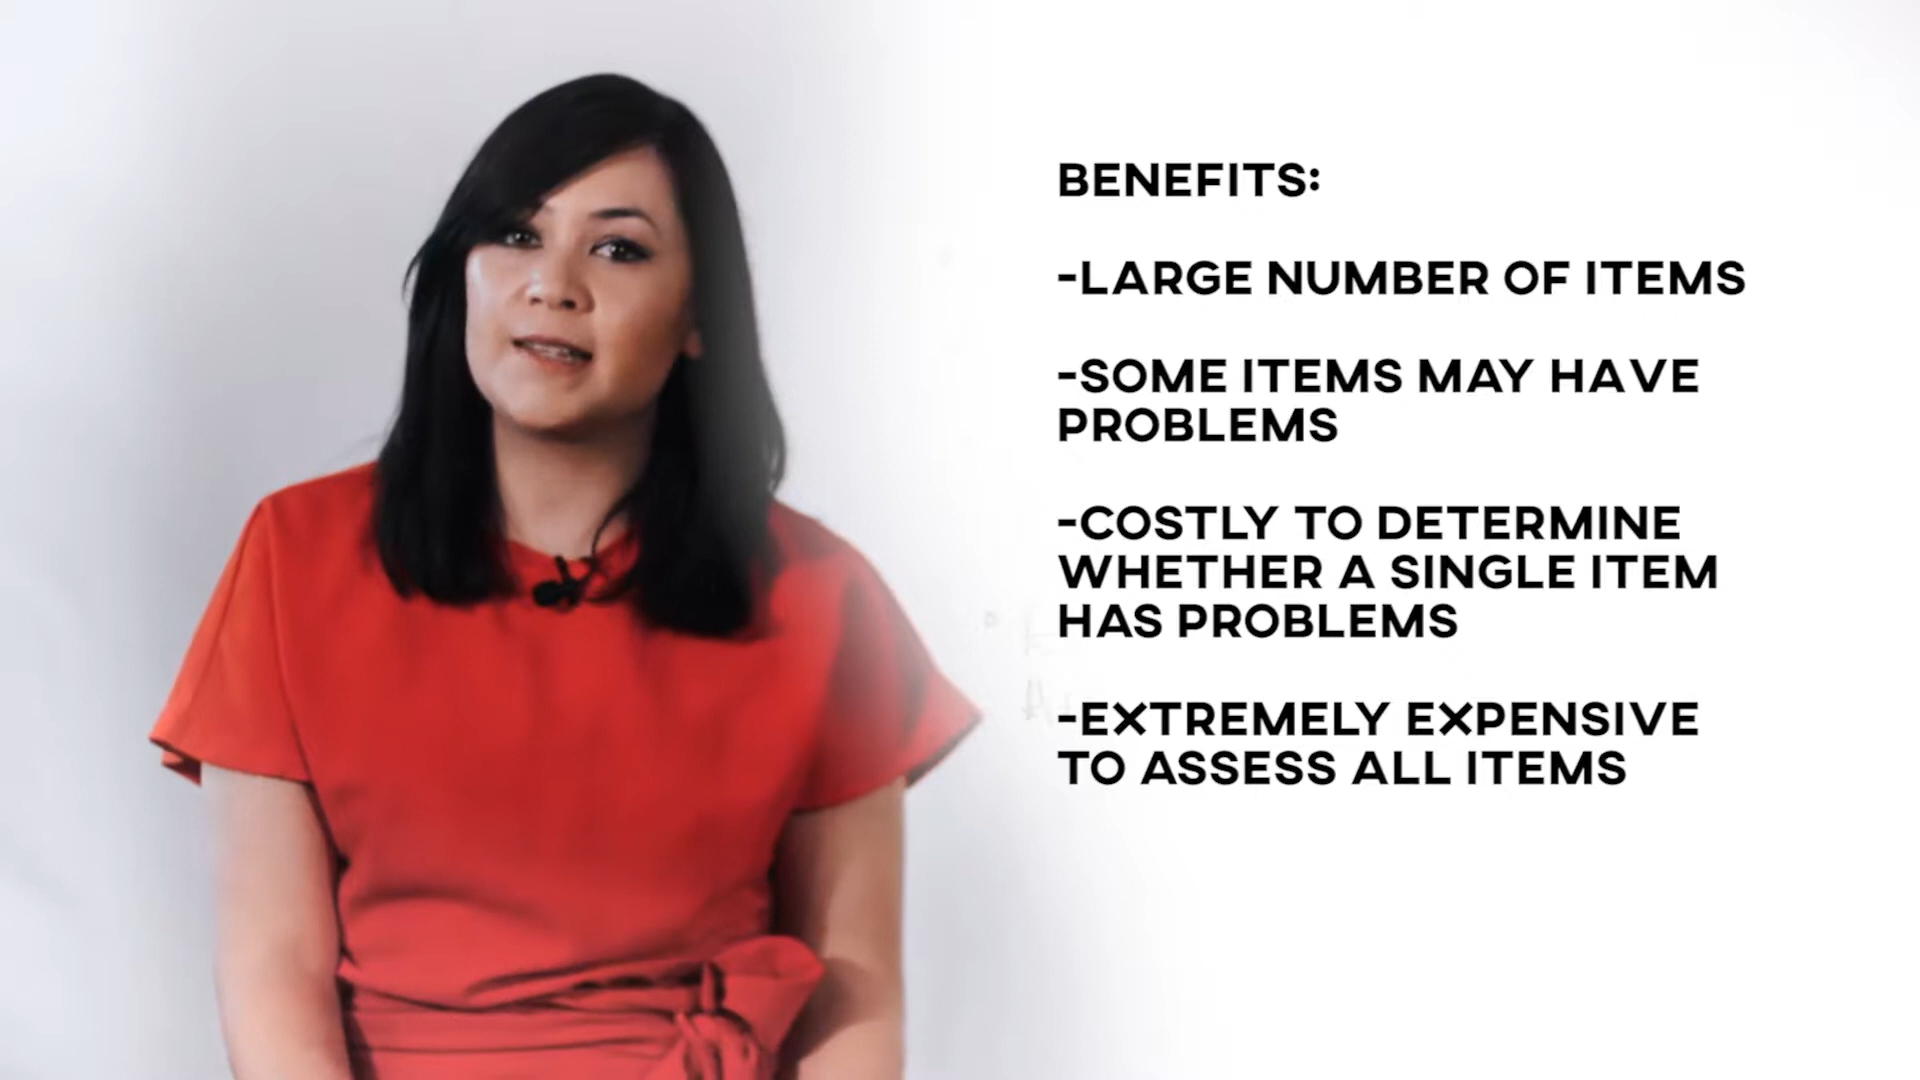 BENEFITS:
-LARGE NUMBER OF ITEMS
-SOME ITEMS MAY HAVE
PROBLEMS
-COSTLY TO DETERMINE
WHETHER A SINGLE ITEM
HAS PROBLEMS
-EXTREMELY EXPENSIVE
TO ASSESS ALL ITEMS